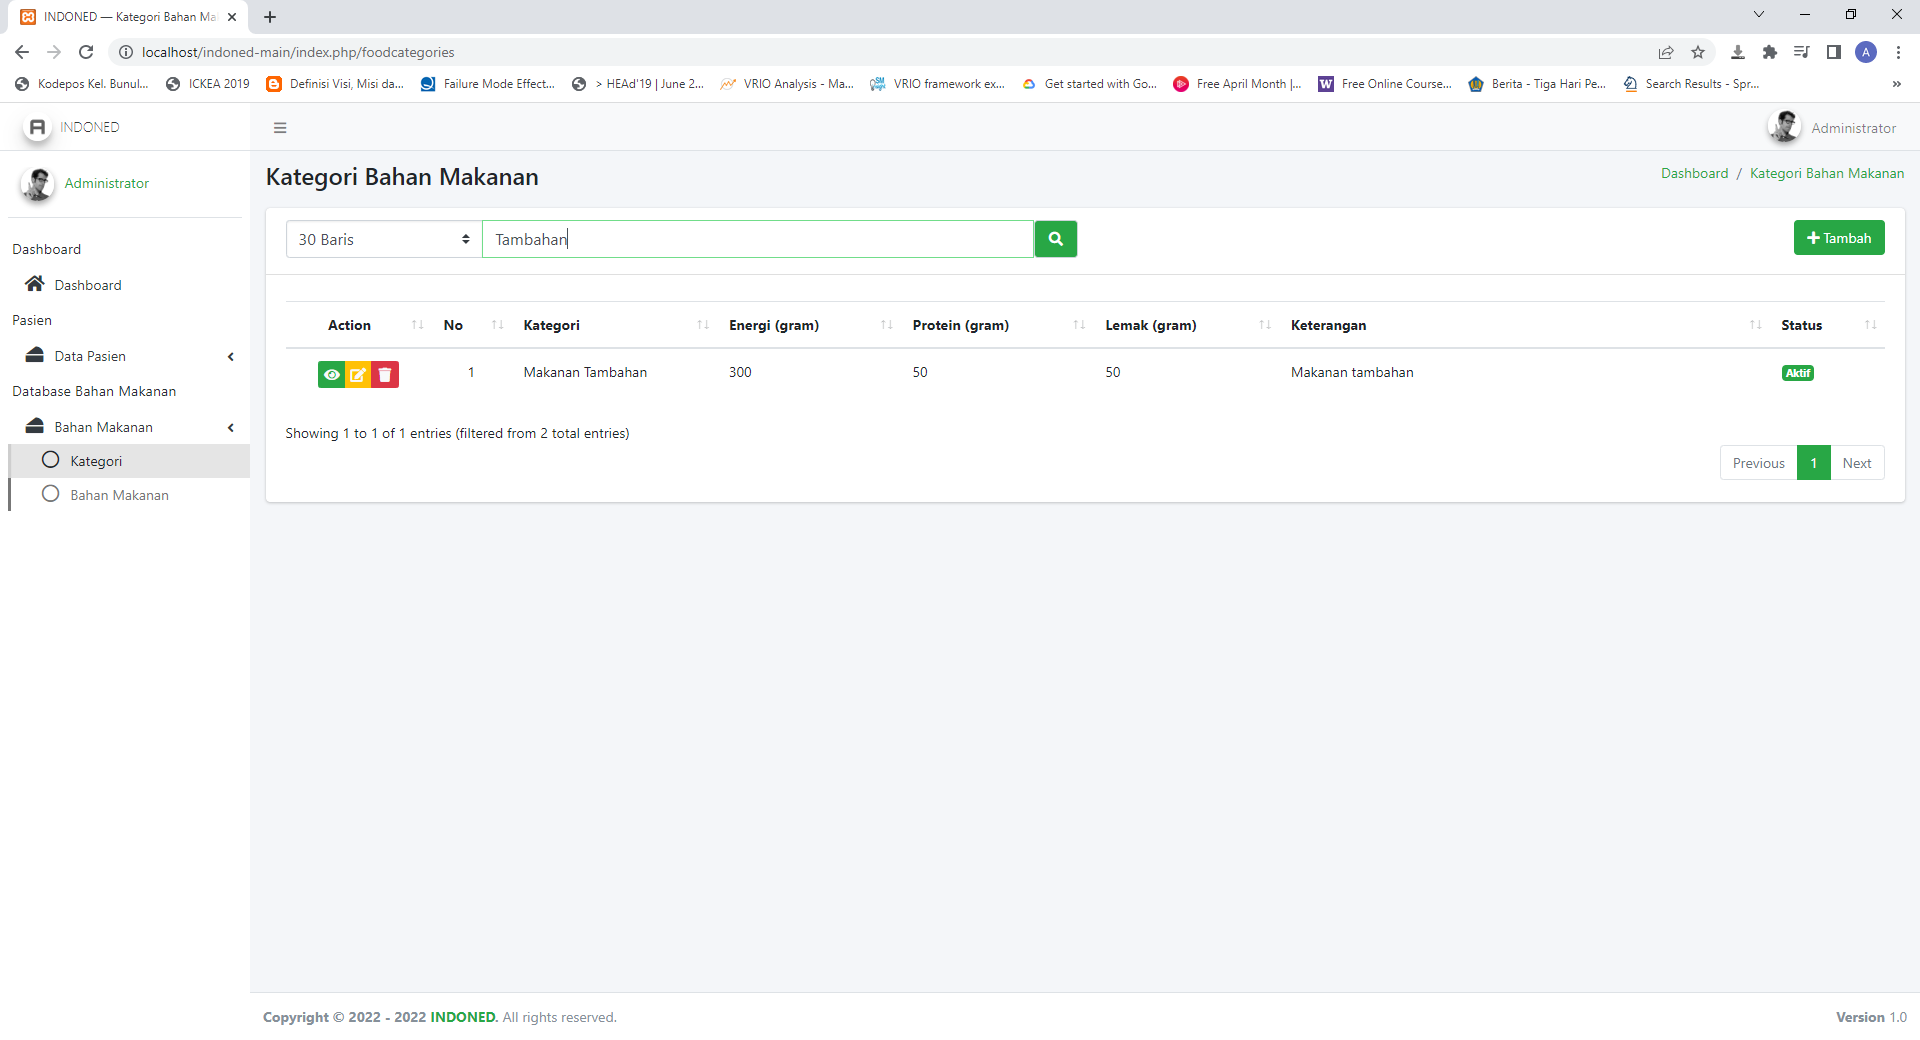 INDONED — Kategori Bahan Ma
localhost/indoned-main/index.php/foodcategories
A
Kodepos Kel. Bunul...
ICKEA 2019
Definisi Visi, Misi da...
Failure Mode Effect...
> HEAd'19 | June 2...
VRIO Analysis - Ma...
VRIO framework ex...
Get started with Go...
Free April Month |...
Free Online Course...
Berita - Tiga Hari Pe...
Search Results - Spr...
»
INDONED
Administrator
Administrator
Dashboard
Dashboard
Pasien
Data Pasien
Database Bahan Makanan
Bahan Makanan
Kategori
Bahan Makanan
Kategori Bahan Makanan
Dashboard / Kategori Bahan Makanan
30 Baris
Tambahan
Tambah
Action No Kategori Energi (gram) Protein (gram) Lemak (gram) Keterangan Status
1 Makanan Tambahan 300 50 50 Makanan tambahan Aktif
Showing 1 to 1 of 1 entries (filtered from 2 total entries)
Previous 1 Next
Copyright © 2022 - 2022 INDONED. All rights reserved.
Version 1.0